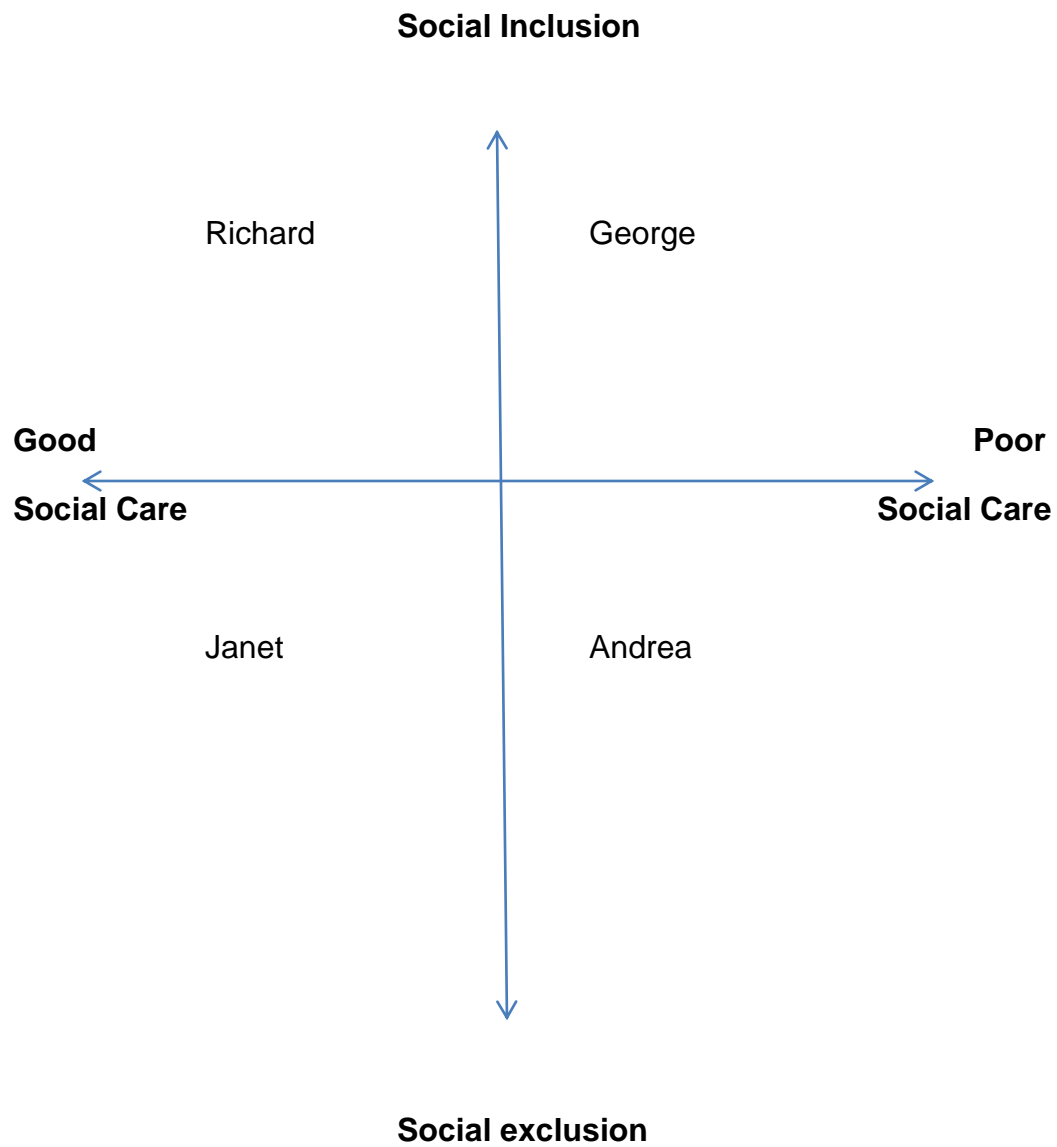 Social Inclusion
Richard George
Good Poor
Social Care Social Care
Janet Andrea
Social exclusion